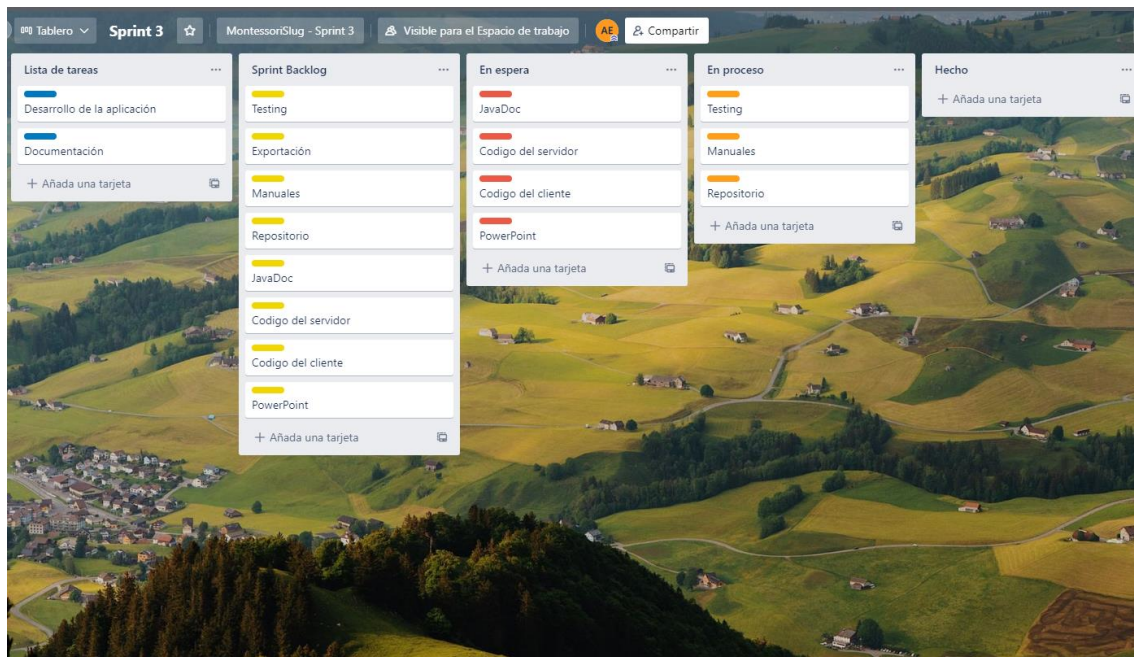 Tablero
Sprint 3
MontessoriSlug - Sprint 3
Visible para el Espacio de trabajo
AE
Compartir
Lista de tareas
Desarrollo de la aplicación
Documentación
+ Añada una tarjeta
Sprint Backlog
Testing
Exportación
Manuales
Repositorio
JavaDoc
Codigo del servidor
Codigo del cliente
PowerPoint
+ Añada una tarjeta
En espera
JavaDoc
Codigo del servidor
Codigo del cliente
PowerPoint
+ Añada una tarjeta
En proceso
Testing
Manuales
Repositorio
+ Añada una tarjeta
Hecho
+ Añada una tarjeta